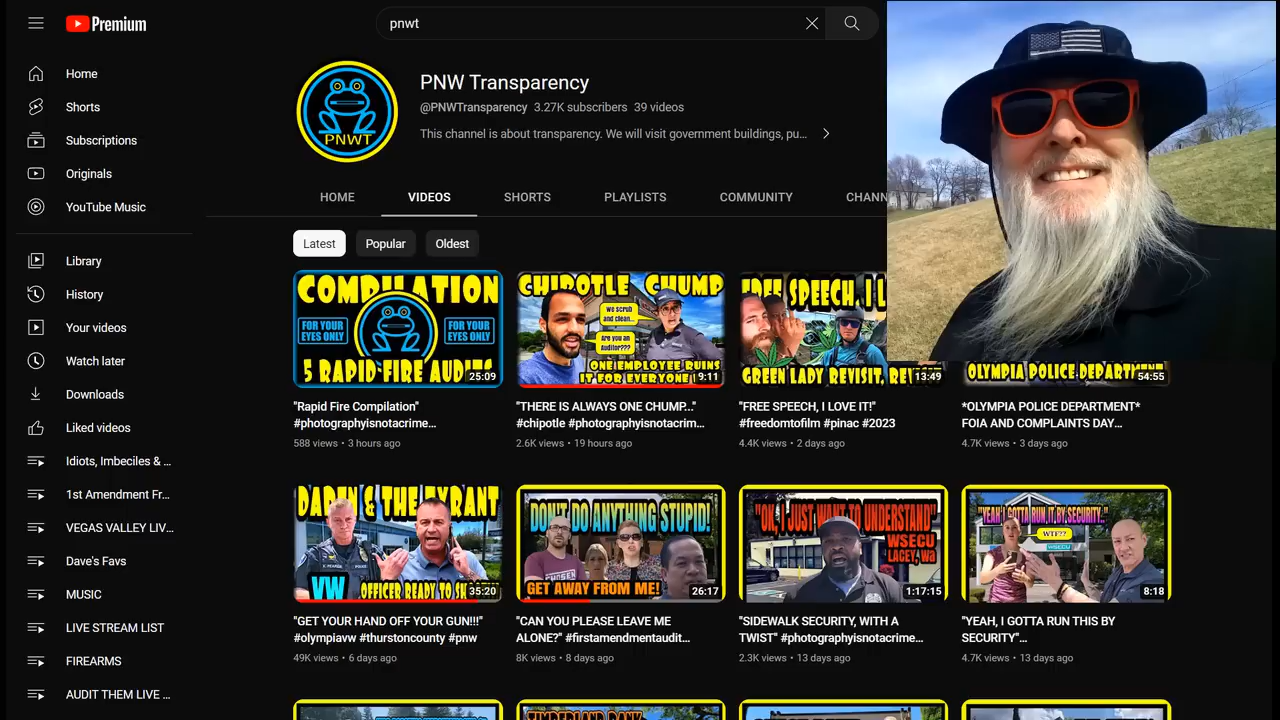 Premium
pnwt
Home
Shorts
Subscriptions
Originals
YouTube Music
Library
History
Your videos
Watch later
Downloads
Liked videos
Idiots, Imbeciles & ...
1st Amendment Fr...
VEGAS VALLEY LIV...
Dave's Favs
MUSIC
LIVE STREAM LIST
FIREARMS
AUDIT THEM LIVE ...
PNWT
PNW Transparency
@PNWTransparency 3.27K subscribers 39 videos
This channel is about transparency. We will visit government buildings, pu...
HOME VIDEOS SHORTS PLAYLISTS COMMUNITY CHANN
Latest Popular Oldest
COMPILATION
FOR YOUR EYES ONLY
FOR YOUR EYES ONLY
5 RAPID FIRE AUDITS
25:09
"Rapid Fire Compilation"
#photographyisnotacrime...
588 views • 3 hours ago
CHIPOTLE CHUMP
We scrub and clean...
Are you an Auditor???
ONE EMPLOYEE RUINS
IT FOR EVERYONE!
9:11
"THERE IS ALWAYS ONE CHUMP..."
#chipotle #photographyisnotacrim...
2.6K views • 19 hours ago
FREE SPEECH, I L
GREEN LADY REVISIT, RE
13:49
"FREE SPEECH, I LOVE IT!"
#freedomtofilm #pinac #2023
4.4K views • 2 days ago
OLYMPIA POLICE DEPARTMENT
54:55
*OLYMPIA POLICE DEPARTMENT*
FOIA AND COMPLAINTS DAY...
4.7K views • 3 days ago
DAREN & THE TYRANT
VW
OFFICER READY TO SH
35:20
"GET YOUR HAND OFF YOUR GUN!!!"
#olympiavw #thurstoncounty #pnw
49K views • 6 days ago
DON'T DO ANYTHING STUPID!
CHOSEN
GET AWAY FROM ME!
26:17
"CAN YOU PLEASE LEAVE ME
ALONE?" #firstamendmentaudit...
8K views • 8 days ago
"OK, I JUST WANT TO UNDERSTAND"
WSECU
LACEY, Wa
1:17:15
"SIDEWALK SECURITY, WITH A
TWIST" #photographyisnotacrime...
2.3K views • 13 days ago
"YEAH, I GOTTA RUN IT BY SECURITY.."
WTF??
WSECU
8:18
"YEAH, I GOTTA RUN THIS BY
SECURITY"...
4.7K views • 13 days ago
TIMBERLAND BANK